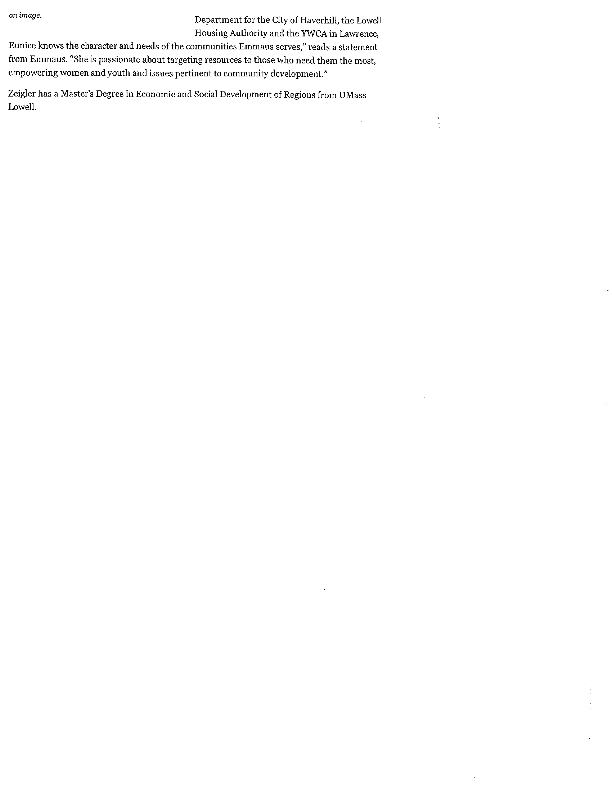 on image.
Department for the City of Haverhill, the Lowell
Housing Authority and the YWCA in Lawrence,
Eunice knows the character and needs of the communities Emmaus serves," reads a statement
from Emmaus. "She is passionate about targeting resources to those who need them the most,
empowering women and youth and issues pertinent to community development."
Zeigler has a Master's Degree in Economic and Social Development of Regions from UMass
Lowell.